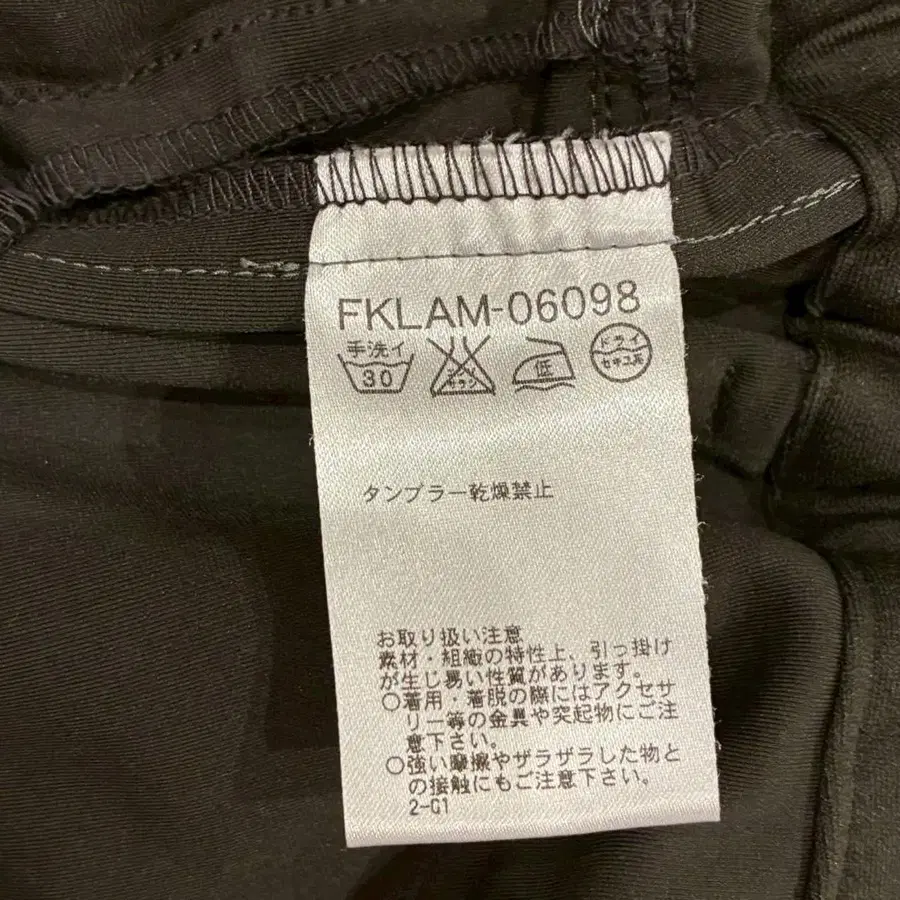 FKLAM-06098
手洗イ
30
エンソ
サラシ
低
ドライ
セキユ系
タンブラー乾燥禁止
お取り扱い注意
素材・組織の特性上、引っ掛け
が生じ易い性質があります。
○着用・着脱の際にはアクセサ
リー等の金具や突起物にご注
意下さい。
○強い摩擦やザラザラした物と
の接触にもご注意下さい。
2-G1